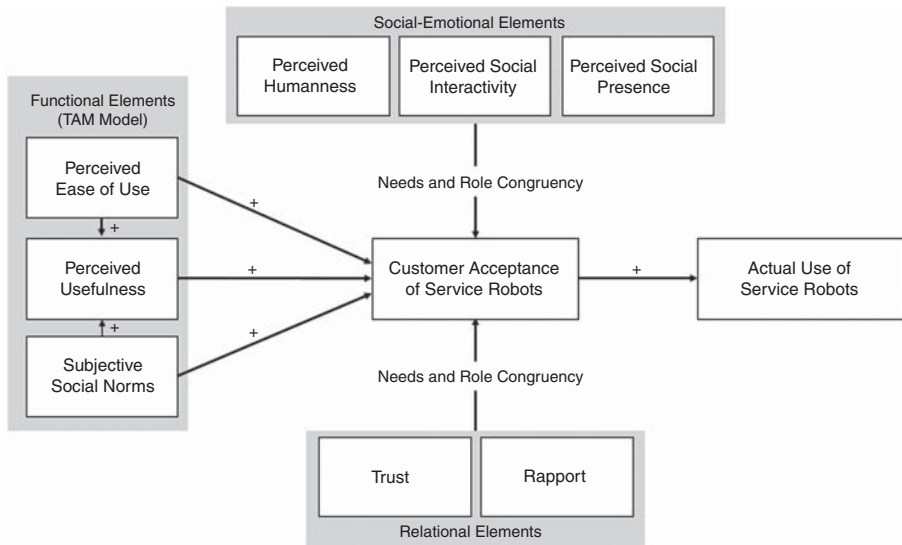 Social-Emotional Elements
Perceived
Humanness
Perceived Social
Interactivity
Perceived Social
Presence
Functional Elements
(TAM Model)
Perceived
Ease of Use
+
Perceived
Usefulness
+
Subjective
Social Norms
+
+
+
Needs and Role Congruency
Customer Acceptance
of Service Robots
+
Actual Use of
Service Robots
Needs and Role Congruency
Trust
Rapport
Relational Elements